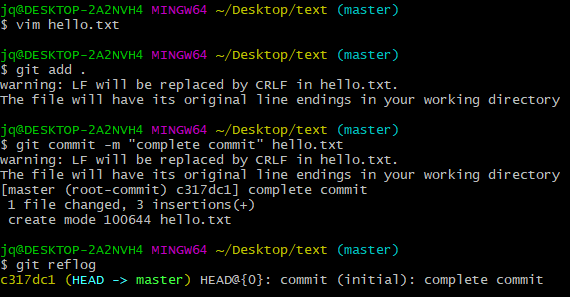 jq@DESKTOP-2A2NVH4 MINGW64 ~/Desktop/text (master)
$ vim hello.txt
jq@DESKTOP-2A2NVH4 MINGW64 ~/Desktop/text (master)
$ git add .
warning: LF will be replaced by CRLF in hello.txt.
The file will have its original line endings in your working directory
jq@DESKTOP-2A2NVH4 MINGW64 ~/Desktop/text (master)
$ git commit -m "complete commit" hello.txt
warning: LF will be replaced by CRLF in hello.txt.
The file will have its original line endings in your working directory
[master (root-commit) c317dc1] complete commit
 1 file changed, 3 insertions(+)
 create mode 100644 hello.txt
jq@DESKTOP-2A2NVH4 MINGW64 ~/Desktop/text (master)
$ git reflog
c317dc1 (HEAD -> master) HEAD@{0}: commit (initial): complete commit